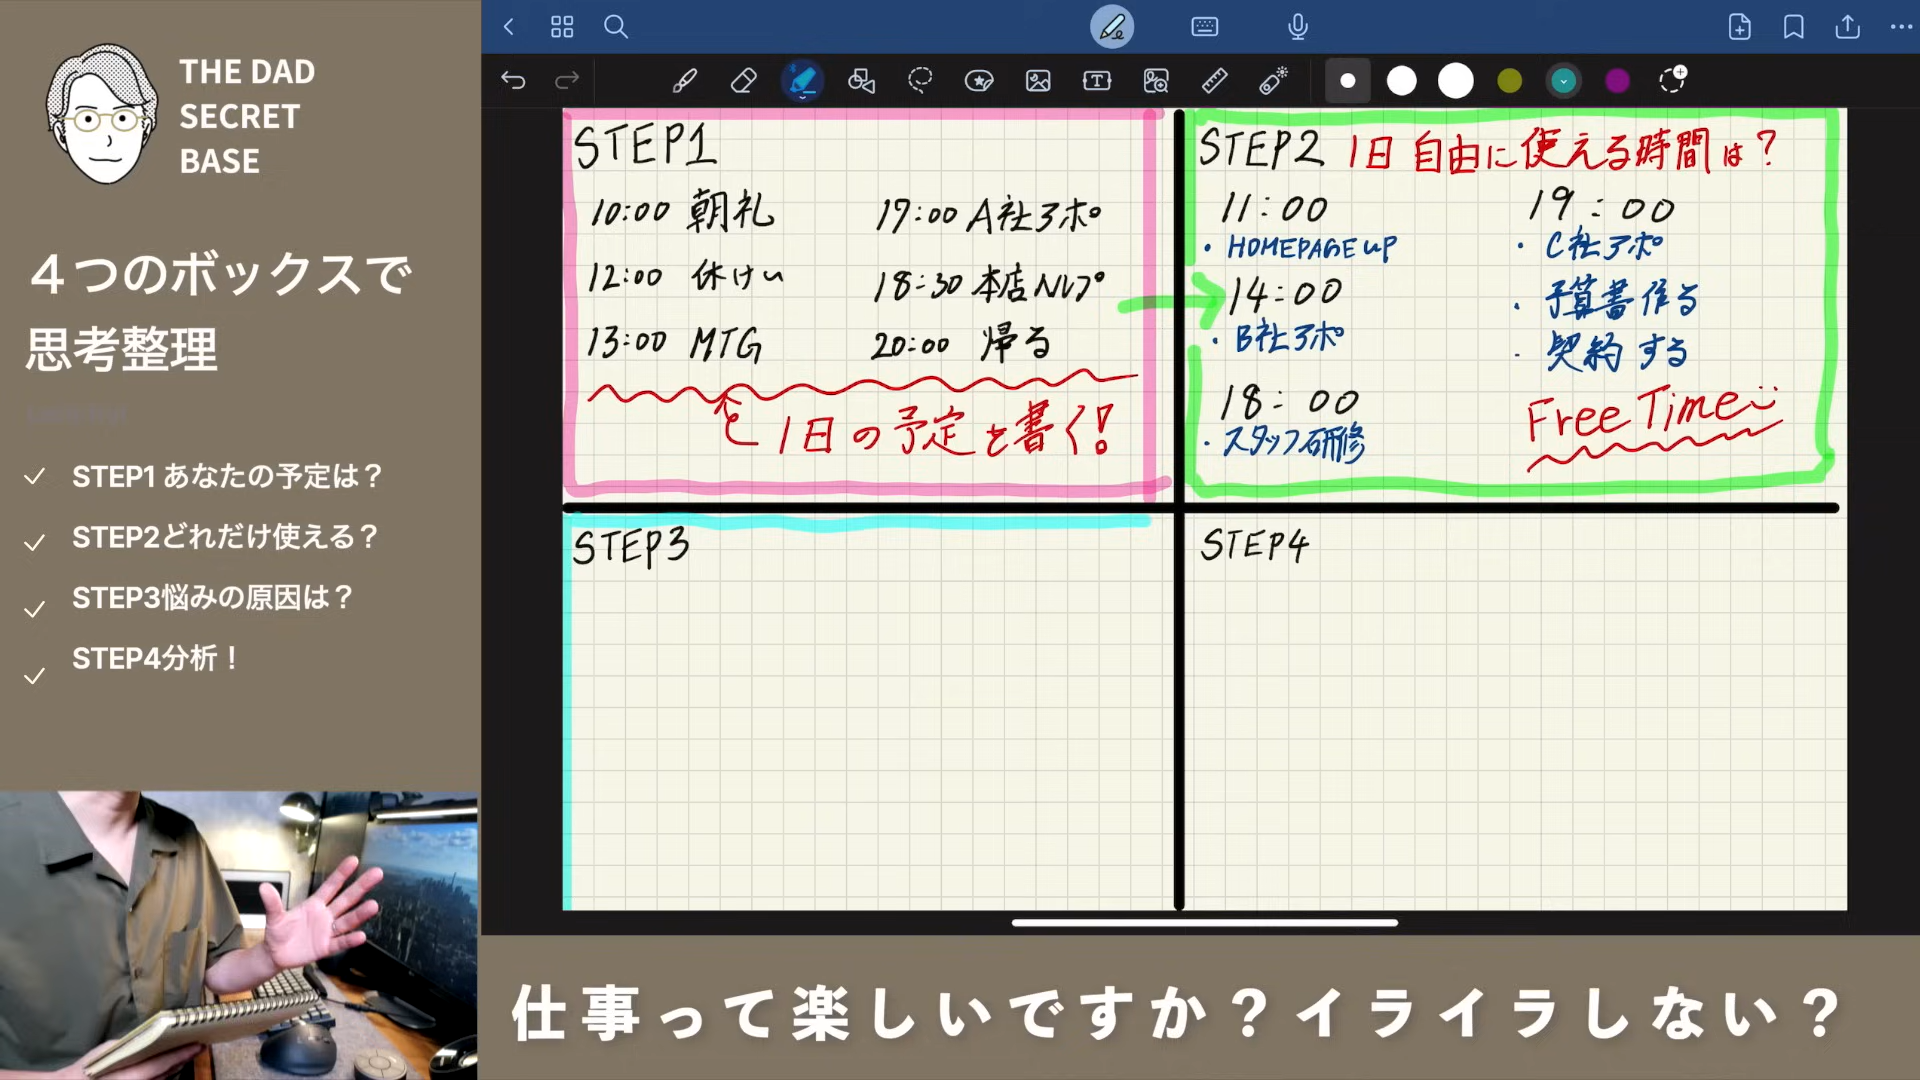 THE DAD
SECRET
BASE
４つのボックスで
思考整理
STEP1 あなたの予定は？
STEP2どれだけ使える？
STEP3悩みの原因は？
STEP4分析！
STEP1
10:00 朝礼
12:00 休けい
13:00 MTG
17:00 A社アポ
18:30 本店ヘルプ
20:00 帰る
1日の予定を書く!
STEP2 1日自由に使える時間は？
11:00
・HOMEPAGE UP
14:00
・B社アポ
18:00
・スタッフ研修
19:00
・C社アポ
・予算書作る
・契約する
Free Time
STEP3
STEP4
仕事って楽しいですか？イライラしない？